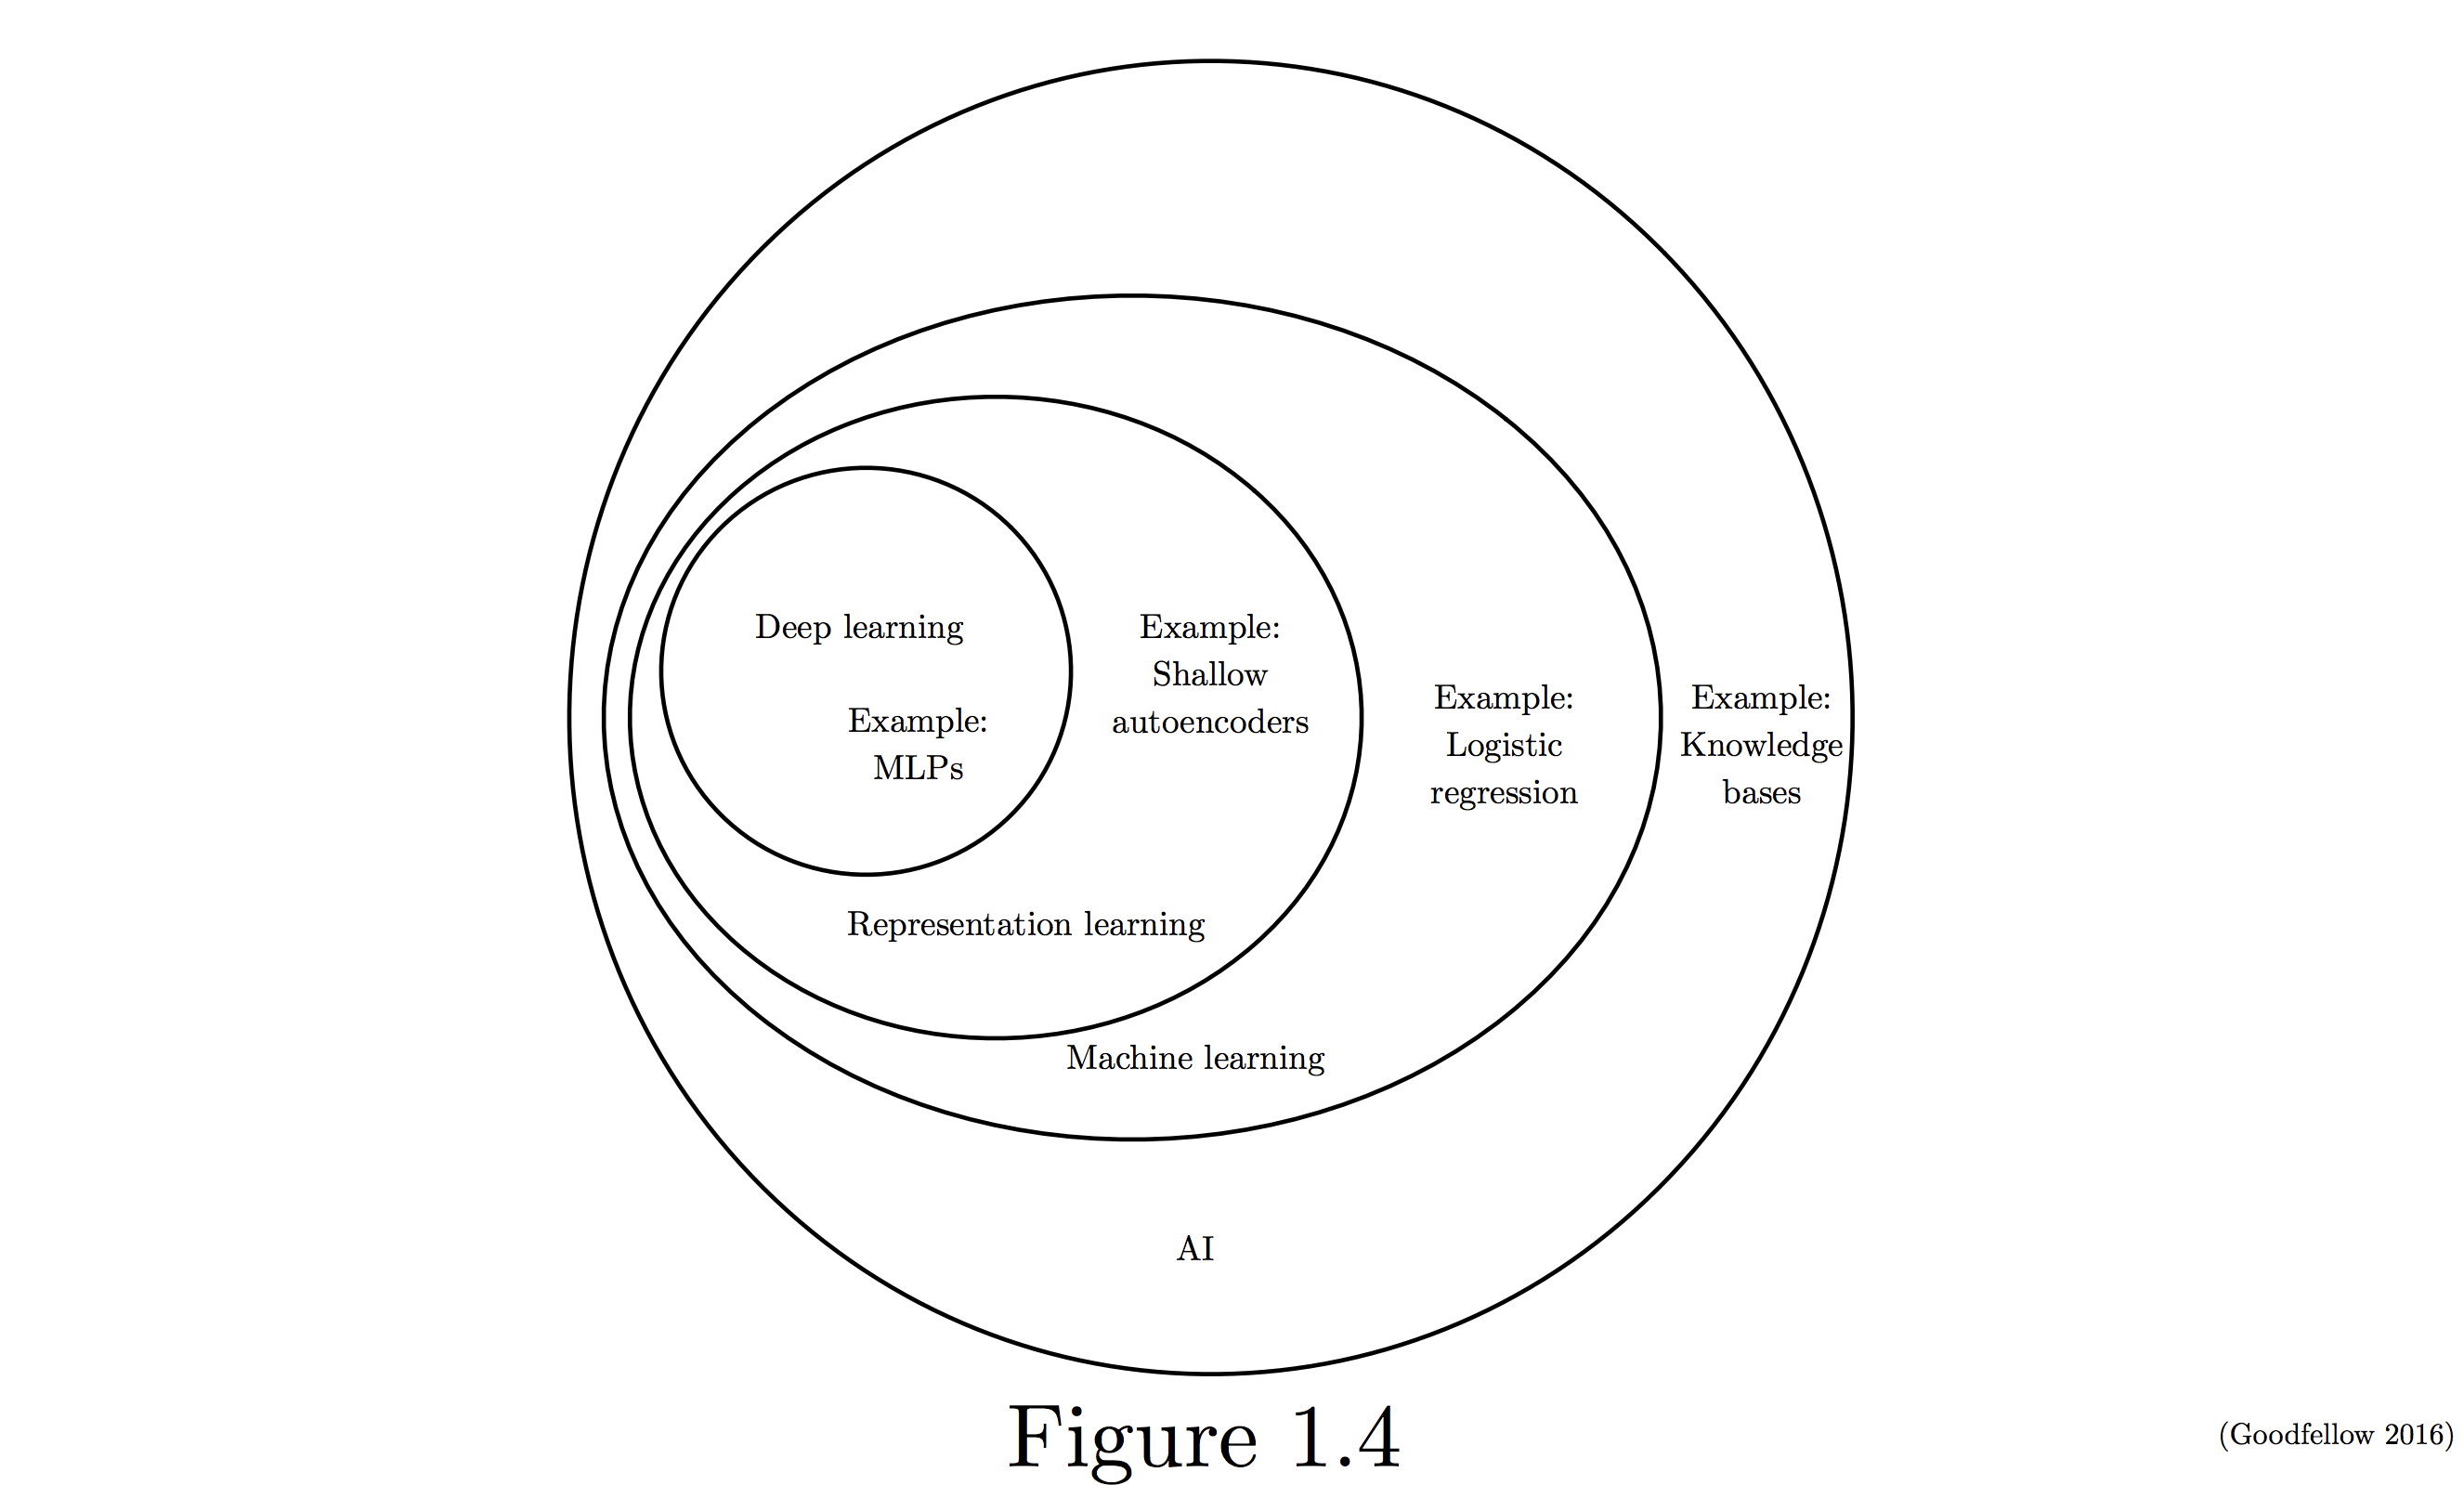 Deep learning
Example:
MLPs
Example:
Shallow
autoencoders
Example:
Logistic
regression
Example:
Knowledge
bases
Representation learning
Machine learning
AI
Figure 1.4
(Goodfellow 2016)